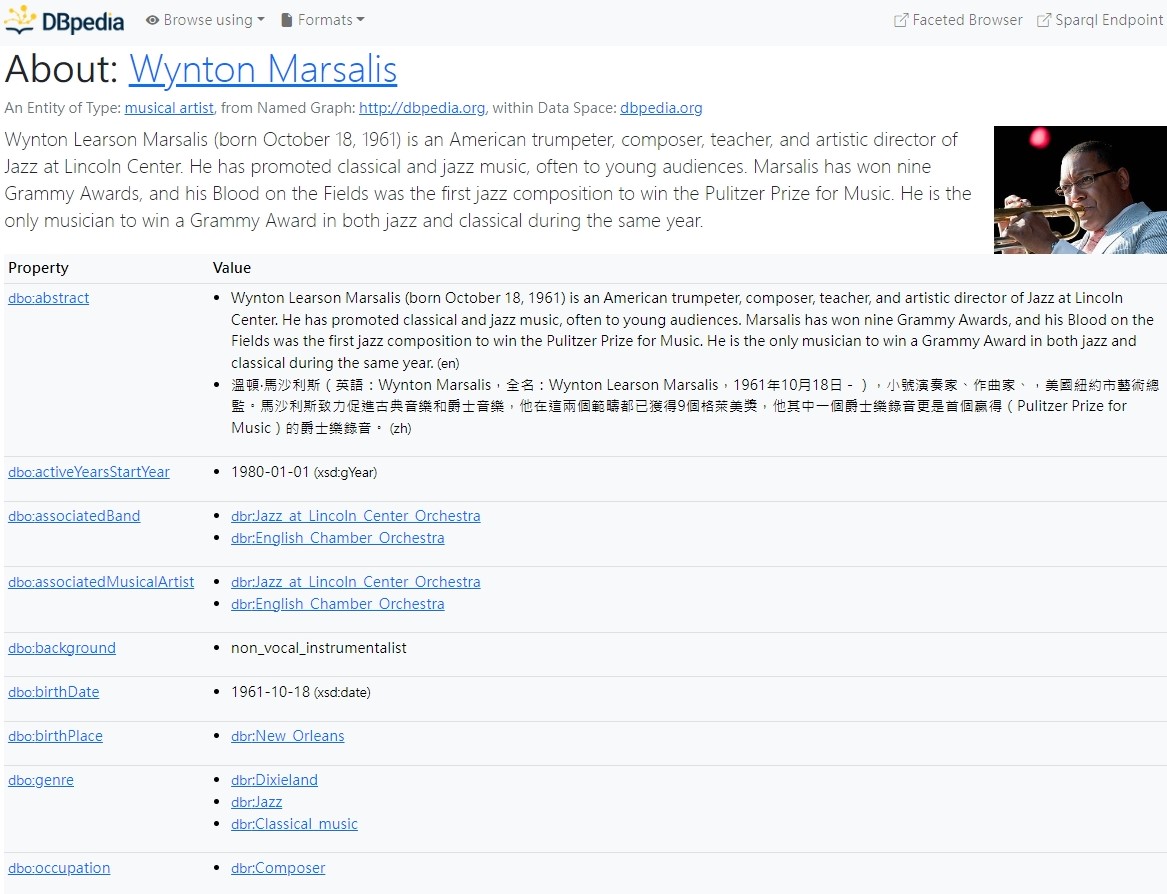 DBpedia Browse using Formats Faceted Browser Sparql Endpoint
About: Wynton Marsalis
An Entity of Type: musical artist, from Named Graph: http://dbpedia.org, within Data Space: dbpedia.org
Wynton Learson Marsalis (born October 18, 1961) is an American trumpeter, composer, teacher, and artistic director of
Jazz at Lincoln Center. He has promoted classical and jazz music, often to young audiences. Marsalis has won nine
Grammy Awards, and his Blood on the Fields was the first jazz composition to win the Pulitzer Prize for Music. He is the
only musician to win a Grammy Award in both jazz and classical during the same year.
Property Value
dbo:abstract
• Wynton Learson Marsalis (born October 18, 1961) is an American trumpeter, composer, teacher, and artistic director of Jazz at Lincoln
Center. He has promoted classical and jazz music, often to young audiences. Marsalis has won nine Grammy Awards, and his Blood on the
Fields was the first jazz composition to win the Pulitzer Prize for Music. He is the only musician to win a Grammy Award in both jazz and
classical during the same year. (en)
• 溫頓·馬沙利斯（英語：Wynton Marsalis，全名：Wynton Learson Marsalis，1961年10月18日－），小號演奏家、作曲家、，美國紐約市藝術總
監。馬沙利斯致力促進古典音樂和爵士音樂，他在這兩個範疇都已獲得9個格萊美獎，他其中一個爵士樂錄音更是首個贏得（Pulitzer Prize for
Music）的爵士樂錄音。 (zh)
dbo:activeYearsStartYear
• 1980-01-01 (xsd:gYear)
dbo:associatedBand
• dbr:Jazz_at_Lincoln_Center_Orchestra
• dbr:English_Chamber_Orchestra
dbo:associatedMusicalArtist
• dbr:Jazz_at_Lincoln_Center_Orchestra
• dbr:English_Chamber_Orchestra
dbo:background
• non_vocal_instrumentalist
dbo:birthDate
• 1961-10-18 (xsd:date)
dbo:birthPlace
• dbr:New_Orleans
dbo:genre
• dbr:Dixieland
• dbr:Jazz
• dbr:Classical_music
dbo:occupation
• dbr:Composer